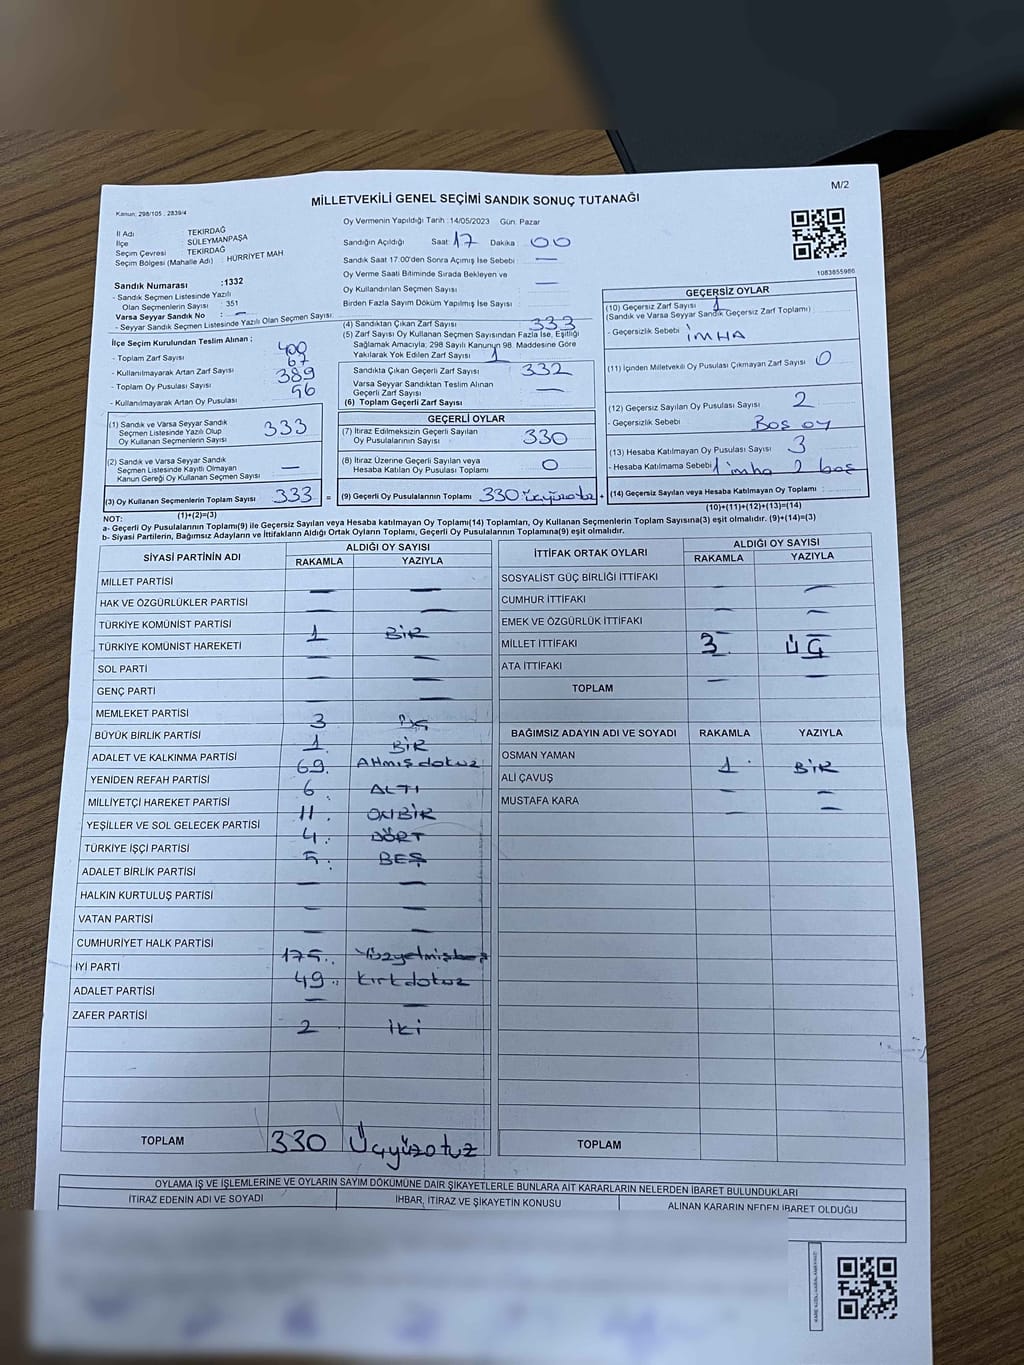 M/2
MİLLETVEKİLİ GENEL SEÇİMİ SANDIK SONUÇ TUTANAĞI
Kanun; 298/105 , 2839/4
Oy Vermenin Yapıldığı Tarih : 14/05/2023 Gün: Pazar
İl Adı TEKİRDAĞ
İlçe SÜLEYMANPAŞA
Seçim Çevresi TEKİRDAĞ
Seçim Bölgesi (Mahalle Adı) : HÜRRİYET MAH
Sandığın Açıldığı Saat 17 Dakika 00
Sandık Saat 17.00'den Sonra Açılmış İse Sebebi : —
Oy Verme Saati Bitiminde Sırada Bekleyen ve
Oy Kullandırılan Seçmen Sayısı —
Birden Fazla Sayım Döküm Yapılmış İse Sayısı :
1083655986
Sandık Numarası :1332
- Sandık Seçmen Listesinde Yazılı
Olan Seçmenlerin Sayısı : 351
Varsa Seyyar Sandık No : —
- Seyyar Sandık Seçmen Listesinde Yazılı Olan Seçmen Sayısı:
İlçe Seçim Kurulundan Teslim Alınan ;
- Toplam Zarf Sayısı 400
- Kullanılmayarak Artan Zarf Sayısı 67
- Toplam Oy Pusulası Sayısı 389
- Kullanılmayarak Artan Oy Pusulası 56
(1) Sandık ve Varsa Seyyar Sandık
Seçmen Listesinde Yazılı Olup
Oy Kullanan Seçmenlerin Sayısı 333
(2) Sandık ve Varsa Seyyar Sandık
Seçmen Listesinde Kayıtlı Olmayan
Kanun Gereği Oy Kullanan Seçmen Sayısı —
(3) Oy Kullanan Seçmenlerin Toplam Sayısı 333 =
(1)+(2)=(3)
(4) Sandıktan Çıkan Zarf Sayısı 333
(5) Zarf Sayısı Oy Kullanan Seçmen Sayısından Fazla İse, Eşitliği
Sağlamak Amacıyla, 298 Sayılı Kanunun 98. Maddesine Göre
Yakılarak Yok Edilen Zarf Sayısı 1
Sandıkta Çıkan Geçerli Zarf Sayısı 332
Varsa Seyyar Sandıktan Teslim Alınan
Geçerli Zarf Sayısı —
(6) Toplam Geçerli Zarf Sayısı
GEÇERLİ OYLAR
(7) İtiraz Edilmeksizin Geçerli Sayılan
Oy Pusulalarının Sayısı 330
(8) İtiraz Üzerine Geçerli Sayılan veya
Hesaba Katılan Oy Pusulası Toplamı 0
(9) Geçerli Oy Pusulalarının Toplamı 330 üçyüzotuz +
GEÇERSİZ OYLAR
(10) Geçersiz Zarf Sayısı 1
(Sandık ve Varsa Seyyar Sandık Geçersiz Zarf Toplamı) :
- Geçersizlik Sebebi : İMHA
(11) İçinden Milletvekili Oy Pusulası Çıkmayan Zarf Sayısı 0
(12) Geçersiz Sayılan Oy Pusulası Sayısı 2
- Geçersizlik Sebebi : Boş oy
(13) Hesaba Katılmayan Oy Pusulası Sayısı 3
- Hesaba Katılmama Sebebi : 1 imha 2 boş
(14) Geçersiz Sayılan veya Hesaba Katılmayan Oy Toplamı :
(10)+(11)+(12)+(13)=(14)
NOT:
a- Geçerli Oy Pusulalarının Toplamı(9) ile Geçersiz Sayılan veya Hesaba katılmayan Oy Toplamı(14) Toplamları, Oy Kullanan Seçmenlerin Toplam Sayısına(3) eşit olmalıdır. (9)+(14)=(3)
b- Siyasi Partilerin, Bağımsız Adayların ve İttifakların Aldığı Ortak Oyların Toplamı, Geçerli Oy Pusulalarının Toplamına(9) eşit olmalıdır.
SİYASİ PARTİNİN ADI ALDIĞI OY SAYISI
RAKAMLA YAZIYLA
MİLLET PARTİSİ — —
HAK VE ÖZGÜRLÜKLER PARTİSİ — —
TÜRKİYE KOMÜNİST PARTİSİ 1 BİR
TÜRKİYE KOMÜNİST HAREKETİ — —
SOL PARTİ — —
GENÇ PARTİ — —
MEMLEKET PARTİSİ 3
BÜYÜK BİRLİK PARTİSİ 1 BİR
ADALET VE KALKINMA PARTİSİ 69 Altmışdokuz
YENİDEN REFAH PARTİSİ 6 ALTI
MİLLİYETÇİ HAREKET PARTİSİ 11 ONBİR
YEŞİLLER VE SOL GELECEK PARTİSİ 4 DÖRT
TÜRKİYE İŞÇİ PARTİSİ 5 BEŞ
ADALET BİRLİK PARTİSİ — —
HALKIN KURTULUŞ PARTİSİ — —
VATAN PARTİSİ — —
CUMHURİYET HALK PARTİSİ 175 Yüzyetmişbeş
İYİ PARTİ 49 Kırkdokuz
ADALET PARTİSİ — —
ZAFER PARTİSİ 2 İKİ
TOPLAM 330 Üçyüzotuz
İTTİFAK ORTAK OYLARI ALDIĞI OY SAYISI
RAKAMLA YAZIYLA
SOSYALİST GÜÇ BİRLİĞİ İTTİFAKI — —
CUMHUR İTTİFAKI — —
EMEK VE ÖZGÜRLÜK İTTİFAKI — —
MİLLET İTTİFAKI 3 ÜÇ
ATA İTTİFAKI — —
TOPLAM
BAĞIMSIZ ADAYIN ADI VE SOYADI RAKAMLA YAZIYLA
OSMAN YAMAN 1 BİR
ALİ ÇAVUŞ — —
MUSTAFA KARA — —
TOPLAM
OYLAMA İŞ VE İŞLEMLERİNE VE OYLARIN SAYIM DÖKÜMÜNE DAİR ŞİKAYETLERLE BUNLARA AİT KARARLARIN NELERDEN İBARET BULUNDUKLARI
İTİRAZ EDENİN ADI VE SOYADI İHBAR, İTİRAZ VE ŞİKAYETİN KONUSU ALINAN KARARIN NEDEN İBARET OLDUĞU